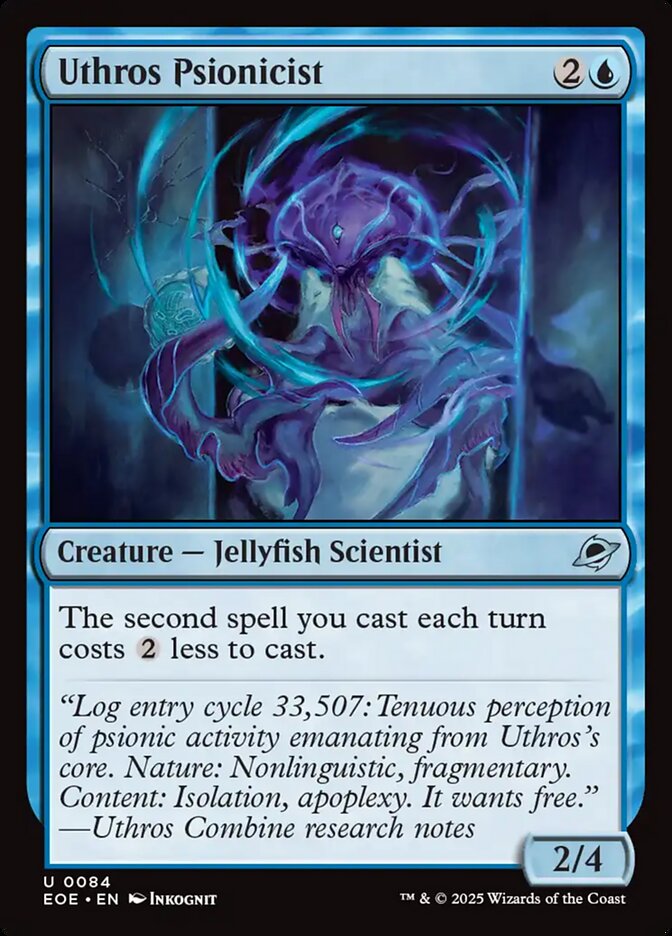 Uthros Psionicist 2
Creature — Jellyfish Scientist
The second spell you cast each turn
costs 2 less to cast.
“Log entry cycle 33,507: Tenuous perception
of psionic activity emanating from Uthros’s
core. Nature: Nonlinguistic, fragmentary.
Content: Isolation, apoplexy. It wants free.”
—Uthros Combine research notes
2/4
U 0084
EOE • EN Inkognit
™ & © 2025 Wizards of the Coast